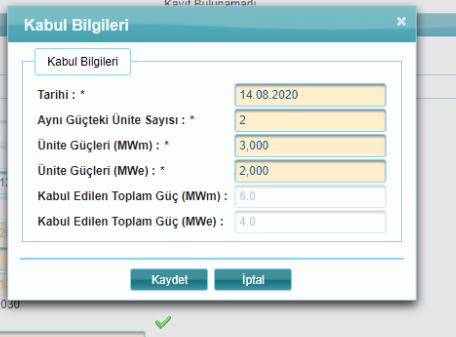 Kayıt Bulunamadı
Kabul Bilgileri
Kabul Bilgileri
Tarihi : * 14.08.2020
Aynı Güçteki Ünite Sayısı : * 2
Ünite Güçleri (MWm) : * 3,000
Ünite Güçleri (MWe) : * 2,000
Kabul Edilen Toplam Güç (MWm) : 6.0
Kabul Edilen Toplam Güç (MWe) : 4.0
Kaydet İptal
030